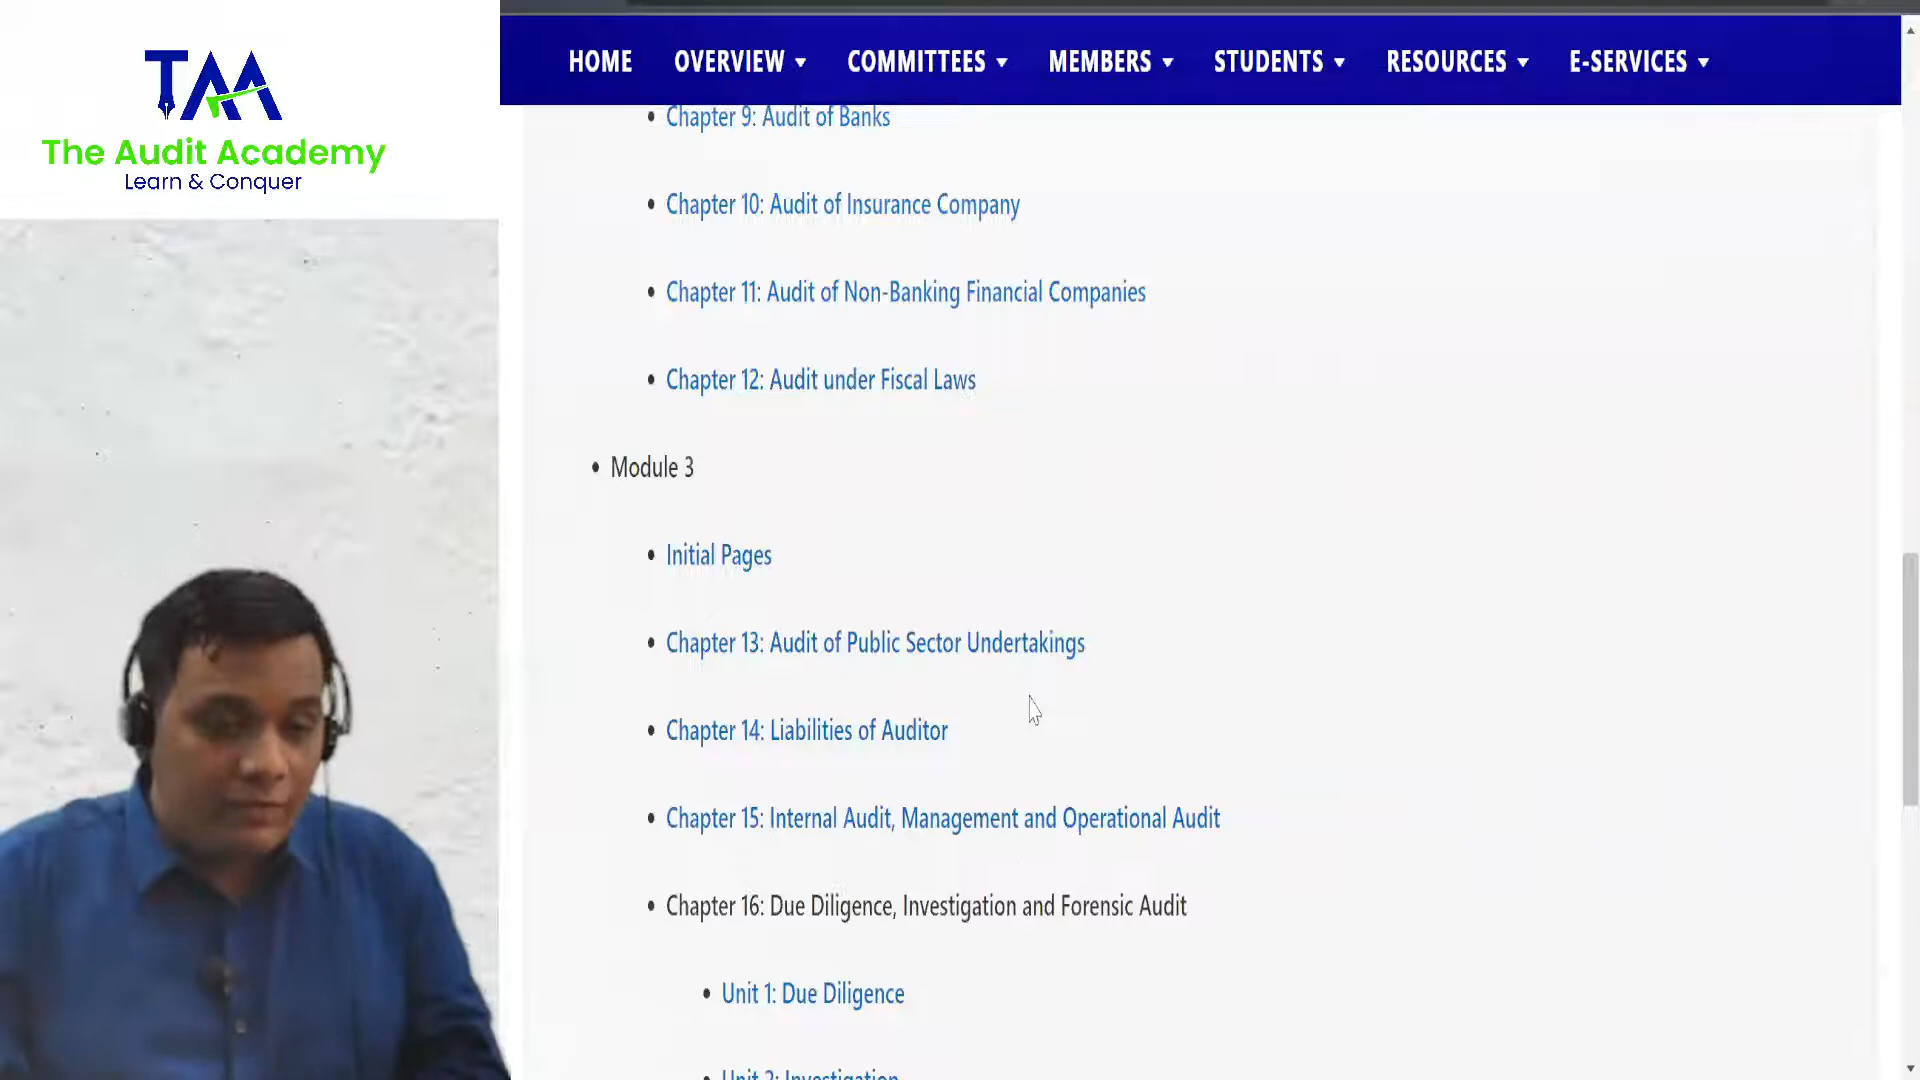 TAA
The Audit Academy
Learn & Conquer
HOME OVERVIEW COMMITTEES MEMBERS STUDENTS RESOURCES E-SERVICES
Chapter 9: Audit of Banks
Chapter 10: Audit of Insurance Company
Chapter 11: Audit of Non-Banking Financial Companies
Chapter 12: Audit under Fiscal Laws
Module 3
Initial Pages
Chapter 13: Audit of Public Sector Undertakings
Chapter 14: Liabilities of Auditor
Chapter 15: Internal Audit, Management and Operational Audit
Chapter 16: Due Diligence, Investigation and Forensic Audit
Unit 1: Due Diligence
Unit 2: Investigation